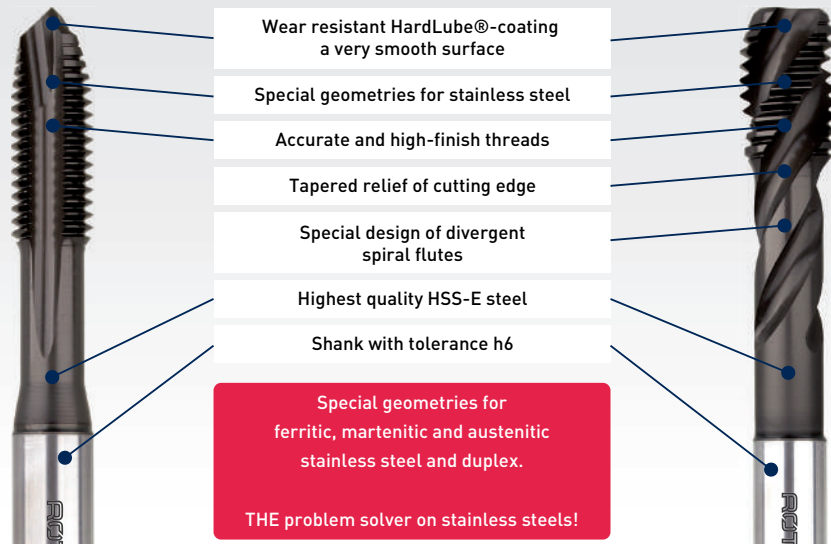 Wear resistant HardLube®-coating
a very smooth surface
Special geometries for stainless steel
Accurate and high-finish threads
Tapered relief of cutting edge
Special design of divergent
spiral flutes
Highest quality HSS-E steel
Shank with tolerance h6
Special geometries for
ferritic, martenitic and austenitic
stainless steel and duplex.
THE problem solver on stainless steels!